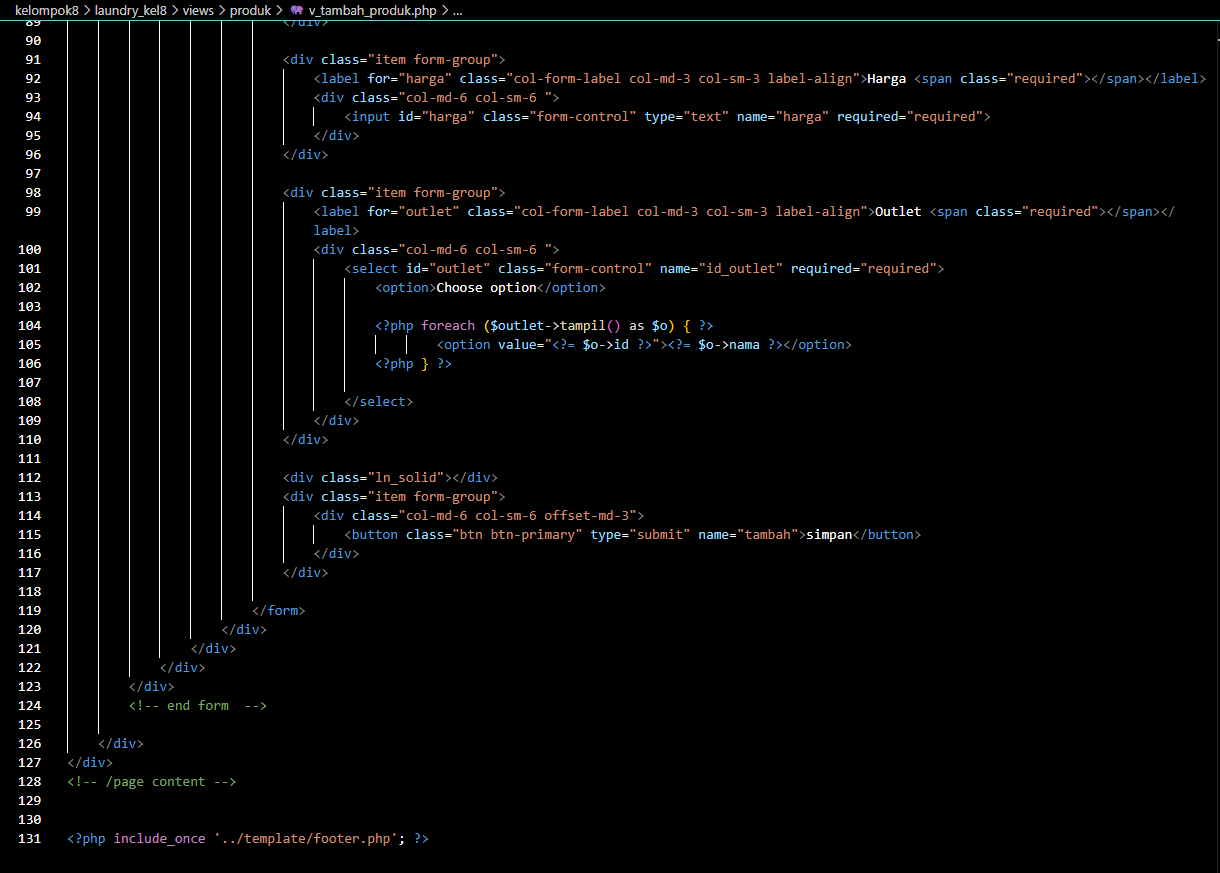 kelompok8 > laundry_kel8 > views > produk > v_tambah_produk.php > ...
89 </div>
90
91 <div class="item form-group">
92 <label for="harga" class="col-form-label col-md-3 col-sm-3 label-align">Harga <span class="required"></span></label>
93 <div class="col-md-6 col-sm-6 ">
94 <input id="harga" class="form-control" type="text" name="harga" required="required">
95 </div>
96 </div>
97
98 <div class="item form-group">
99 <label for="outlet" class="col-form-label col-md-3 col-sm-3 label-align">Outlet <span class="required"></span></
label>
100 <div class="col-md-6 col-sm-6 ">
101 <select id="outlet" class="form-control" name="id_outlet" required="required">
102 <option>Choose option</option>
103
104 <?php foreach ($outlet->tampil() as $o) { ?>
105 <option value="<?= $o->id ?>"><?= $o->nama ?></option>
106 <?php } ?>
107
108 </select>
109 </div>
110 </div>
111
112 <div class="ln_solid"></div>
113 <div class="item form-group">
114 <div class="col-md-6 col-sm-6 offset-md-3">
115 <button class="btn btn-primary" type="submit" name="tambah">simpan</button>
116 </div>
117 </div>
118
119 </form>
120 </div>
121 </div>
122 </div>
123 </div>
124 <!-- end form  -->
125
126 </div>
127 </div>
128 <!-- /page content -->
129
130
131 <?php include_once '../template/footer.php'; ?>